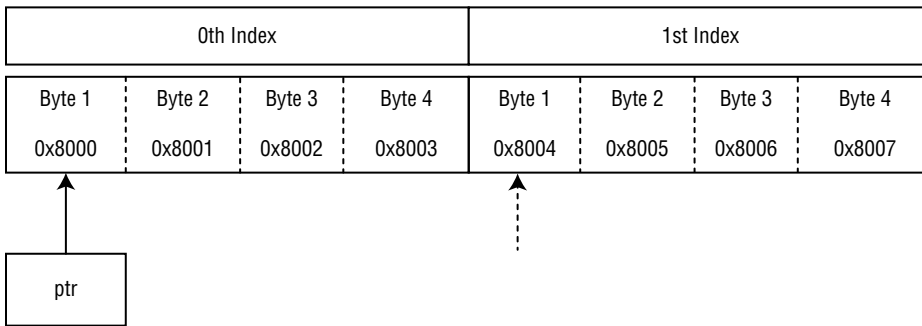 0th Index 1st Index
Byte 1 Byte 2 Byte 3 Byte 4 Byte 1 Byte 2 Byte 3 Byte 4
0x8000 0x8001 0x8002 0x8003 0x8004 0x8005 0x8006 0x8007
ptr